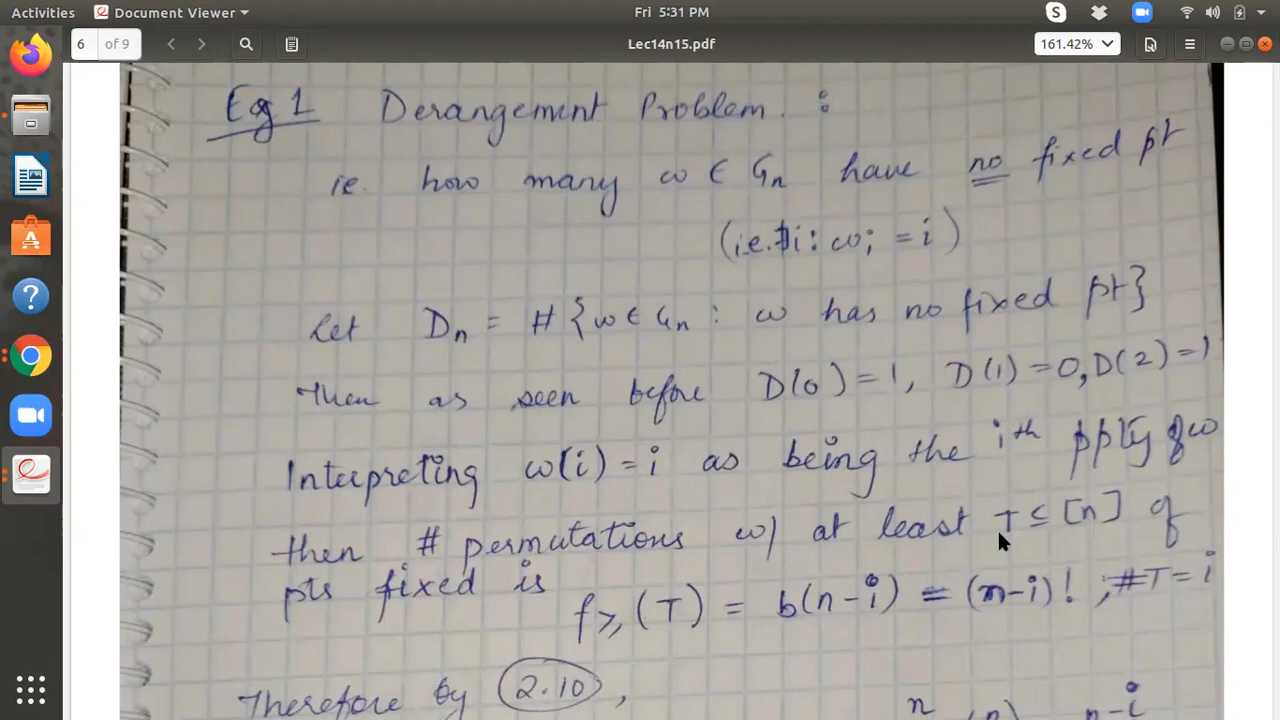 Activities Document Viewer Fri 5:31 PM
6 of 9 Lec14n15.pdf 161.42%
Eg 1 Derangement Problem :
ie. how many ω ∈ Gn have no fixed pt
(i.e. ∄i : ωi = i)
Let Dn = # {ω ∈ Gn : ω has no fixed pt}
Then as seen before D(0) = 1, D(1) = 0, D(2) = 1
Interpreting ω(i) = i as being the ith ppty of ω
then # permutations w/ at least T ⊆ [n] of
pts fixed is
f≥(T) = b(n-i) = (n-i)! ; #T = i
Therefore by 2.10,
n n-i